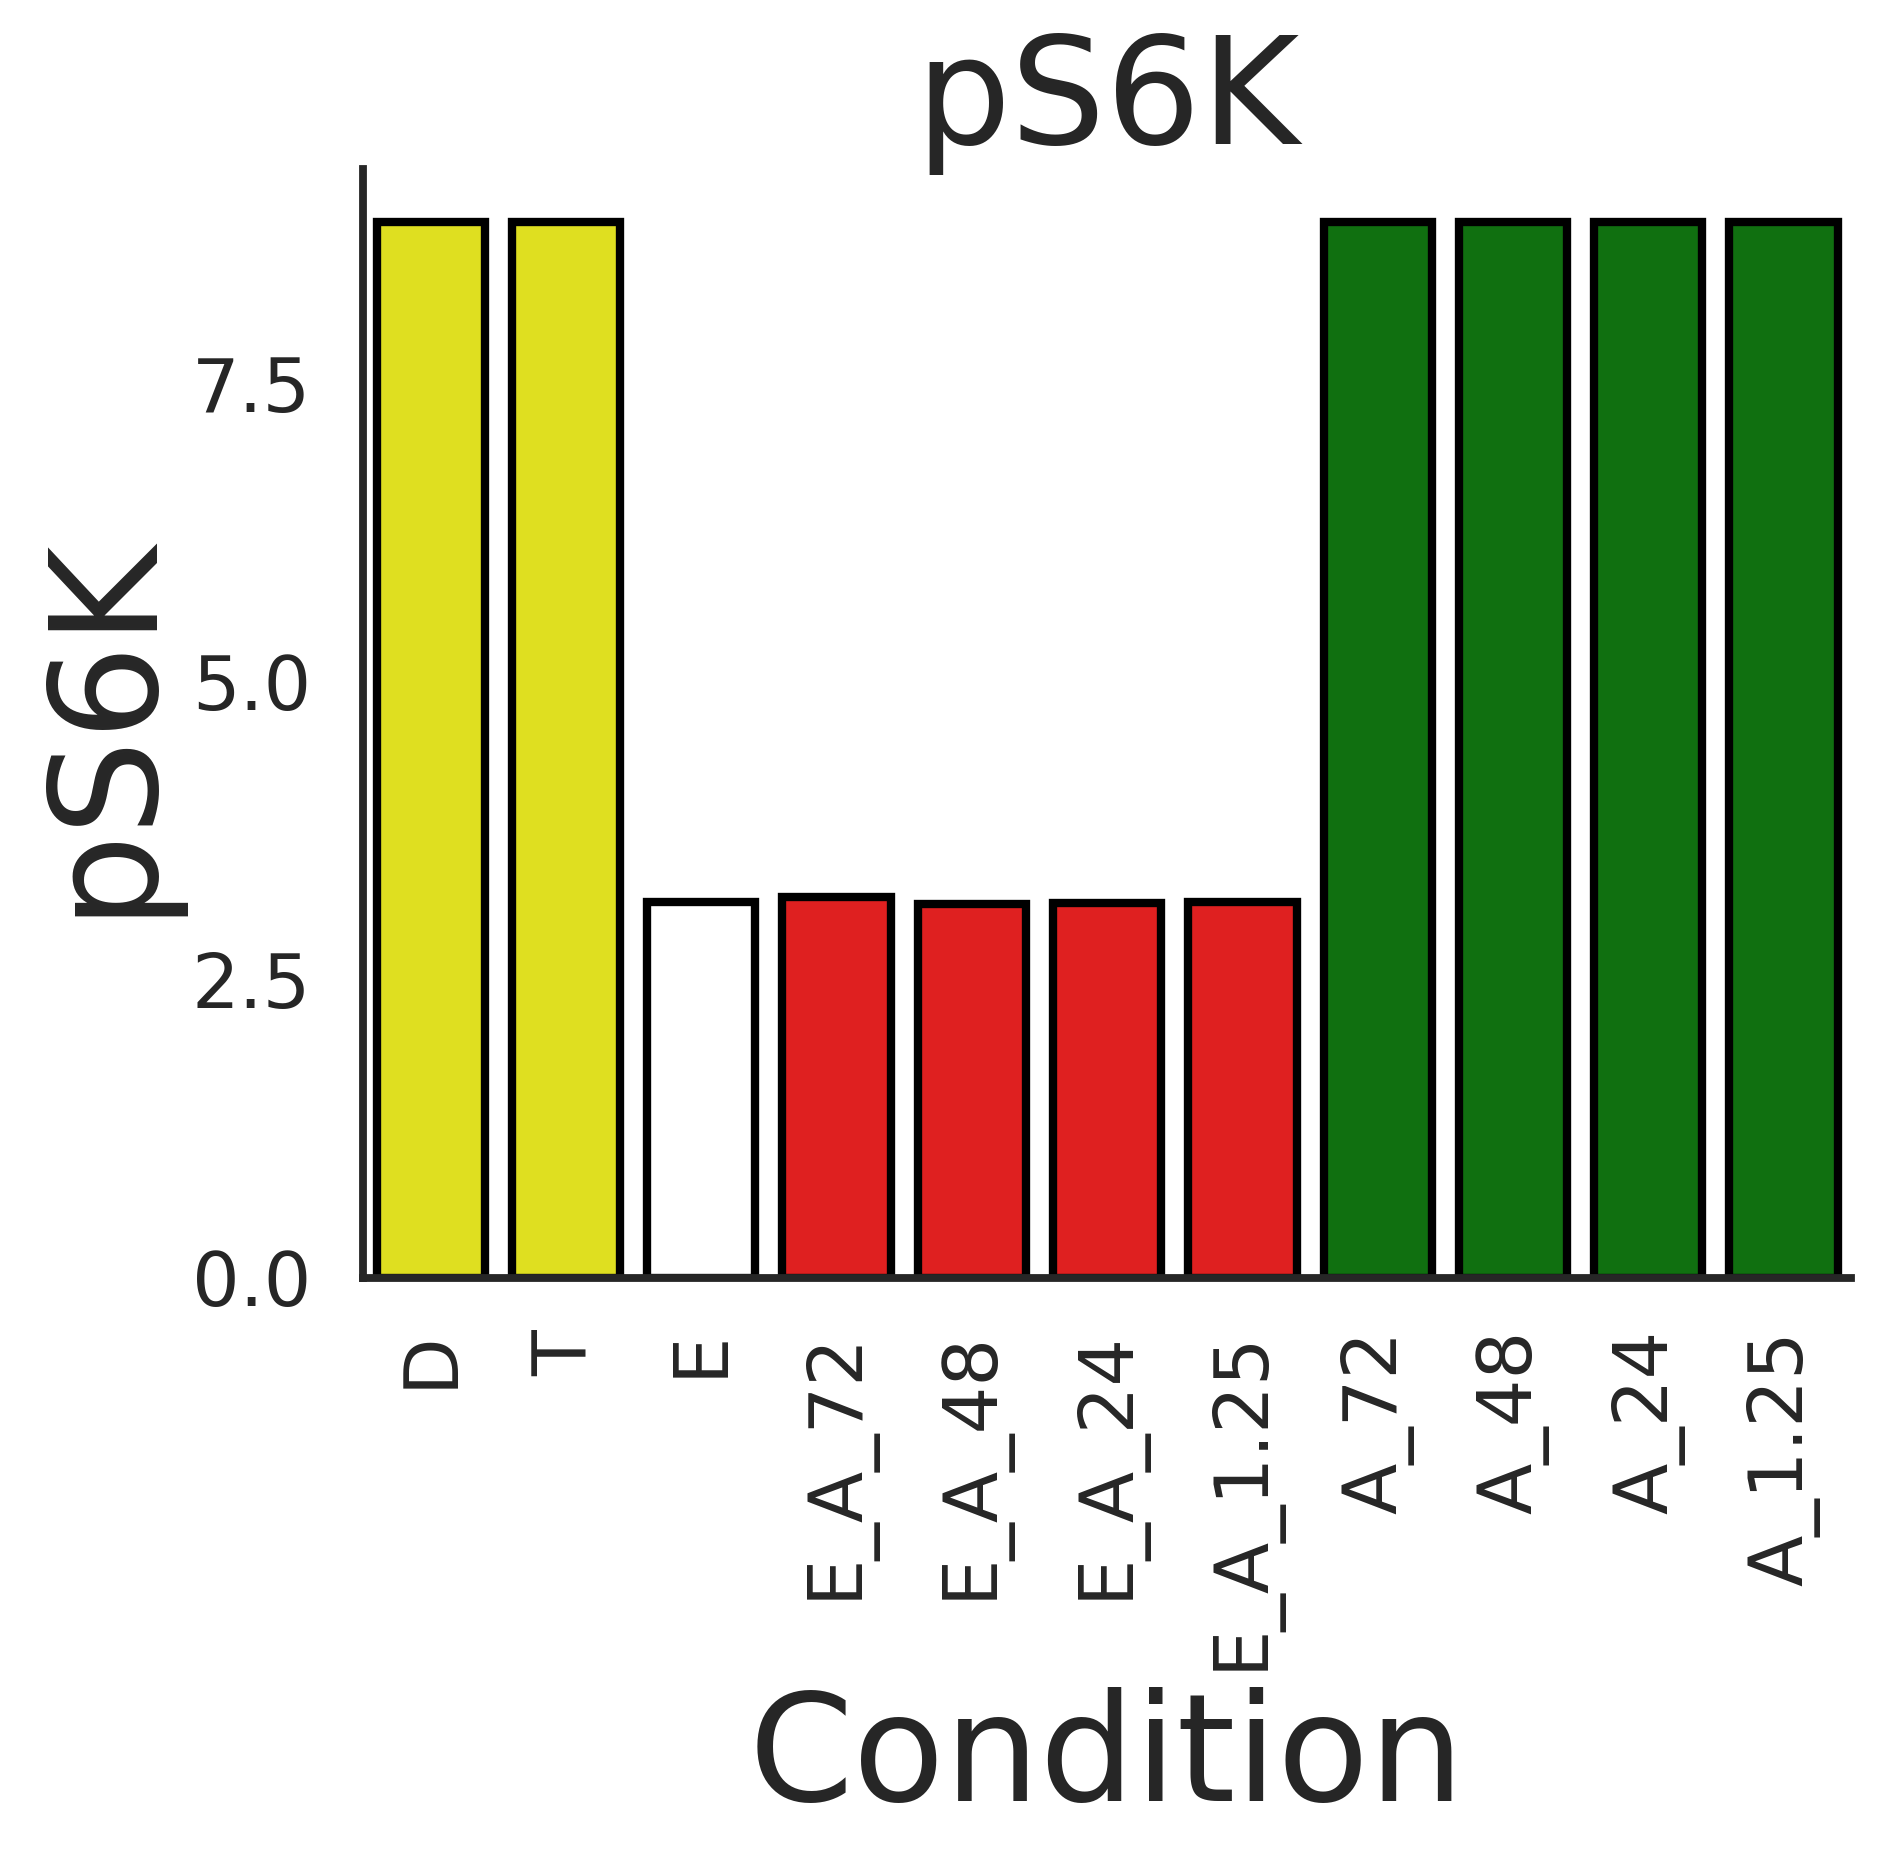 pS6K
pS6K
7.5
5.0
2.5
0.0
D
T
E
E_A_72
E_A_48
E_A_24
E_A_1.25
A_72
A_48
A_24
A_1.25
Condition